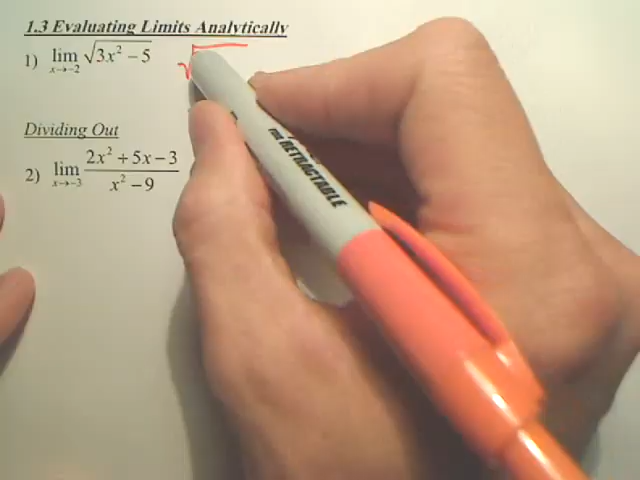 1.3 Evaluating Limits Analytically
1) lim x→-2 √(3x² - 5) √
Dividing Out
2) lim x→-3 (2x² + 5x - 3)/(x² - 9)
RETRACTABLE